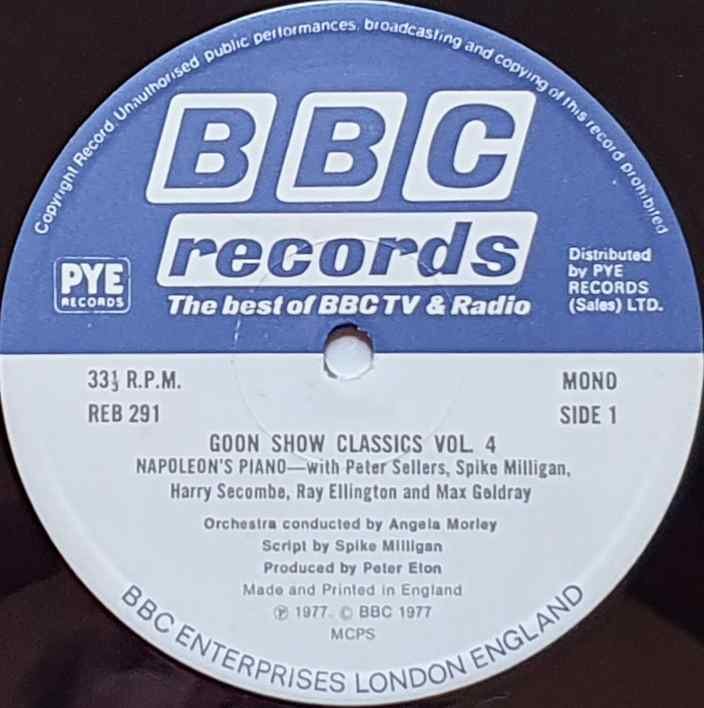 Copyright Record. Unauthorised public performances, broadcasting and copying of this record prohibited
BBC
records
The best of BBC TV & Radio
PYE
RECORDS
Distributed
by PYE
RECORDS
(Sales) LTD.
33⅓ R.P.M.
REB 291
MONO
SIDE 1
GOON SHOW CLASSICS VOL. 4
NAPOLEON'S PIANO—with Peter Sellers, Spike Milligan,
Harry Secombe, Ray Ellington and Max Geldray
Orchestra conducted by Angela Morley
Script by Spike Milligan
Produced by Peter Eton
Made and Printed in England
℗ 1977. © BBC 1977
MCPS
BBC ENTERPRISES LONDON ENGLAND